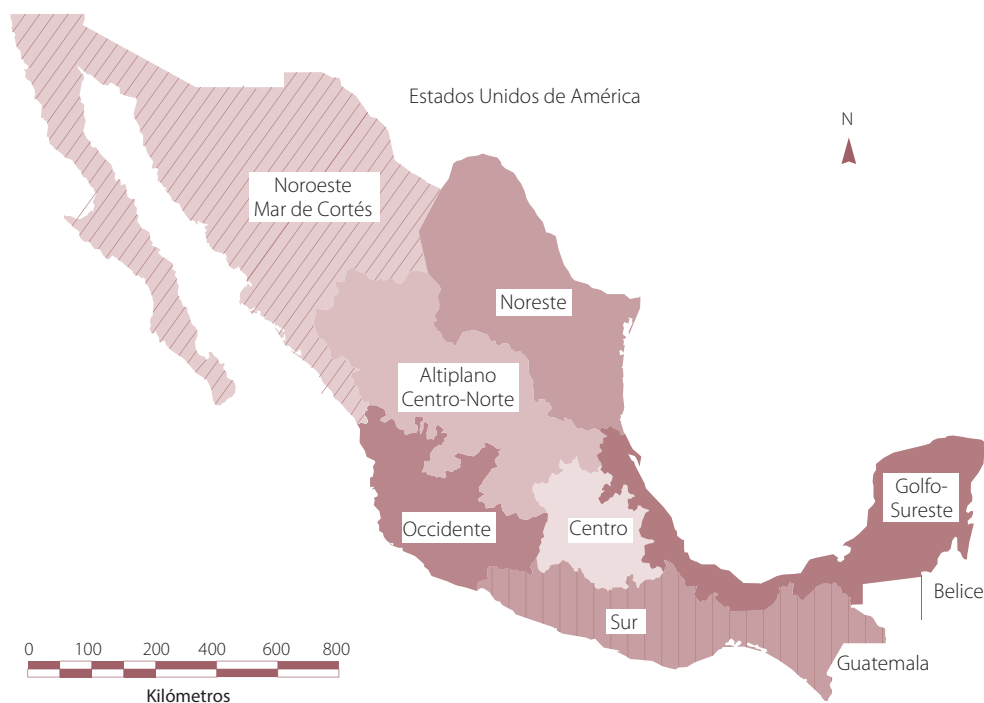 Estados Unidos de América
N
Noroeste
Mar de Cortés
Noreste
Altiplano
Centro-Norte
Golfo-
Sureste
Occidente
Centro
Belice
Sur
Guatemala
0 100 200 400 600 800
Kilómetros